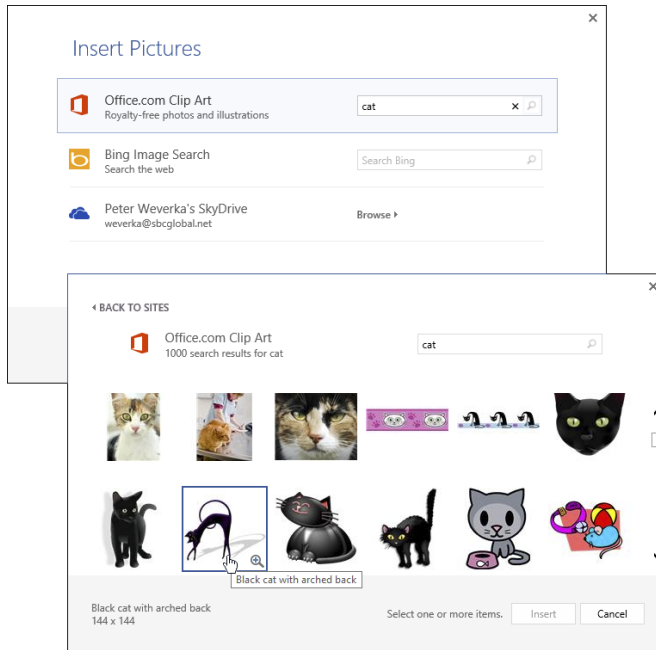 Insert Pictures
Office.com Clip Art
Royalty-free photos and illustrations
cat
Bing Image Search
Search the web
Search Bing
Peter Weverka's SkyDrive
weverka@sbcglobal.net
Browse
BACK TO SITES
Office.com Clip Art
1000 search results for cat
cat
Black cat with arched back
Black cat with arched back
144 x 144
Select one or more items.
Insert
Cancel